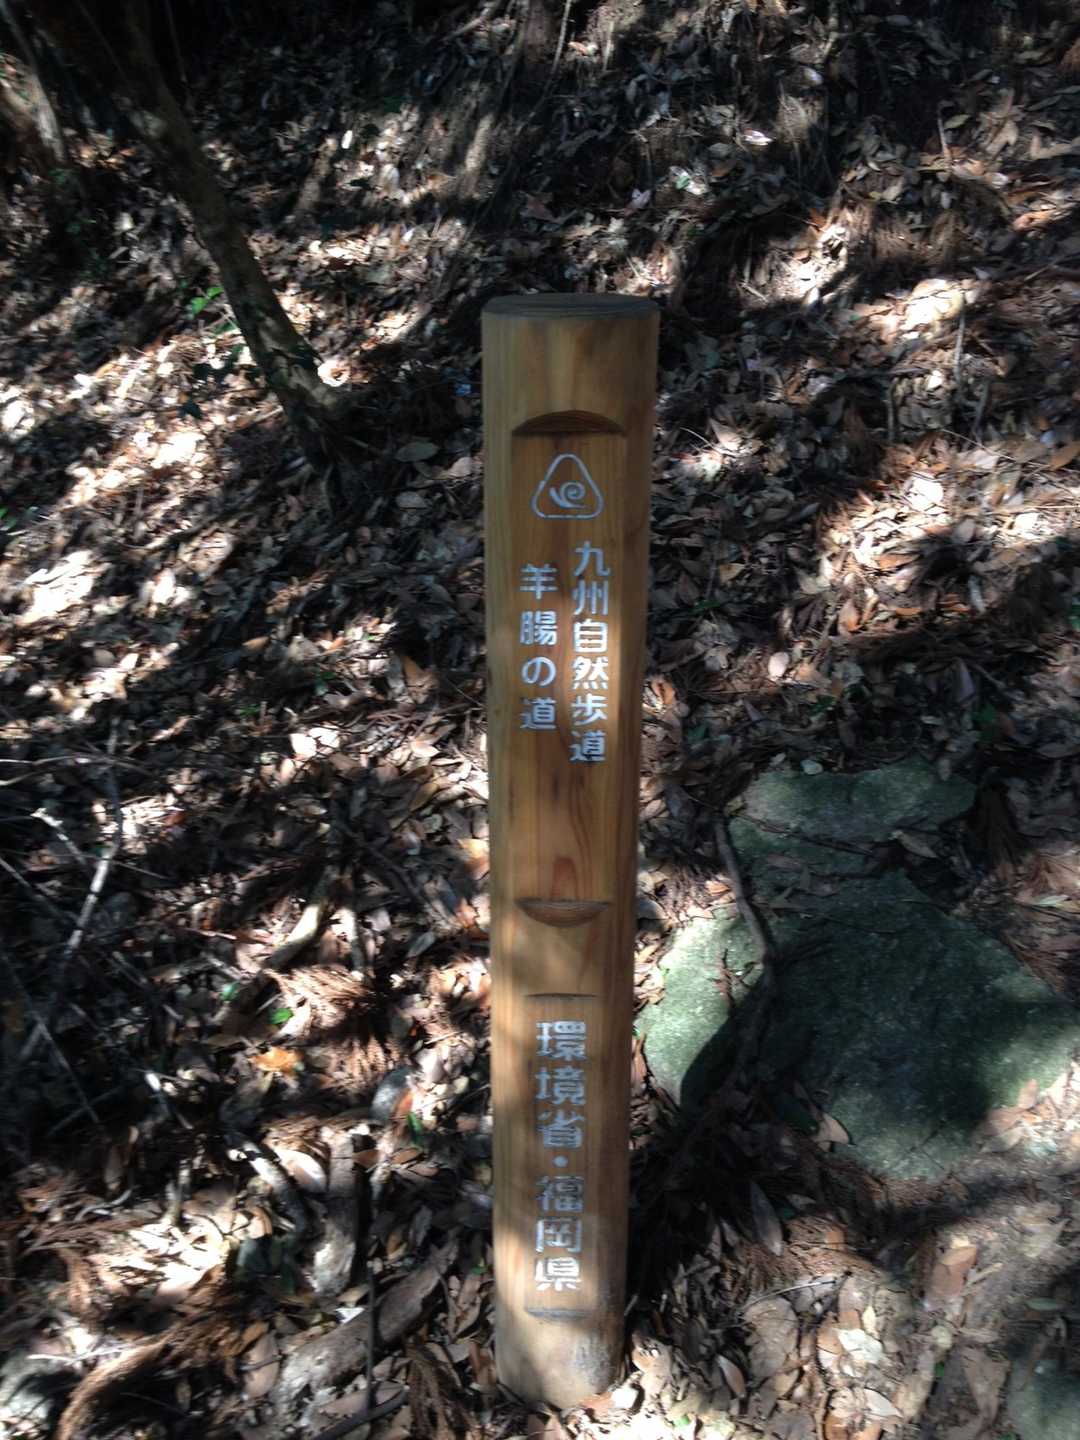 九州自然歩道
羊腸の道
環境省・福岡県